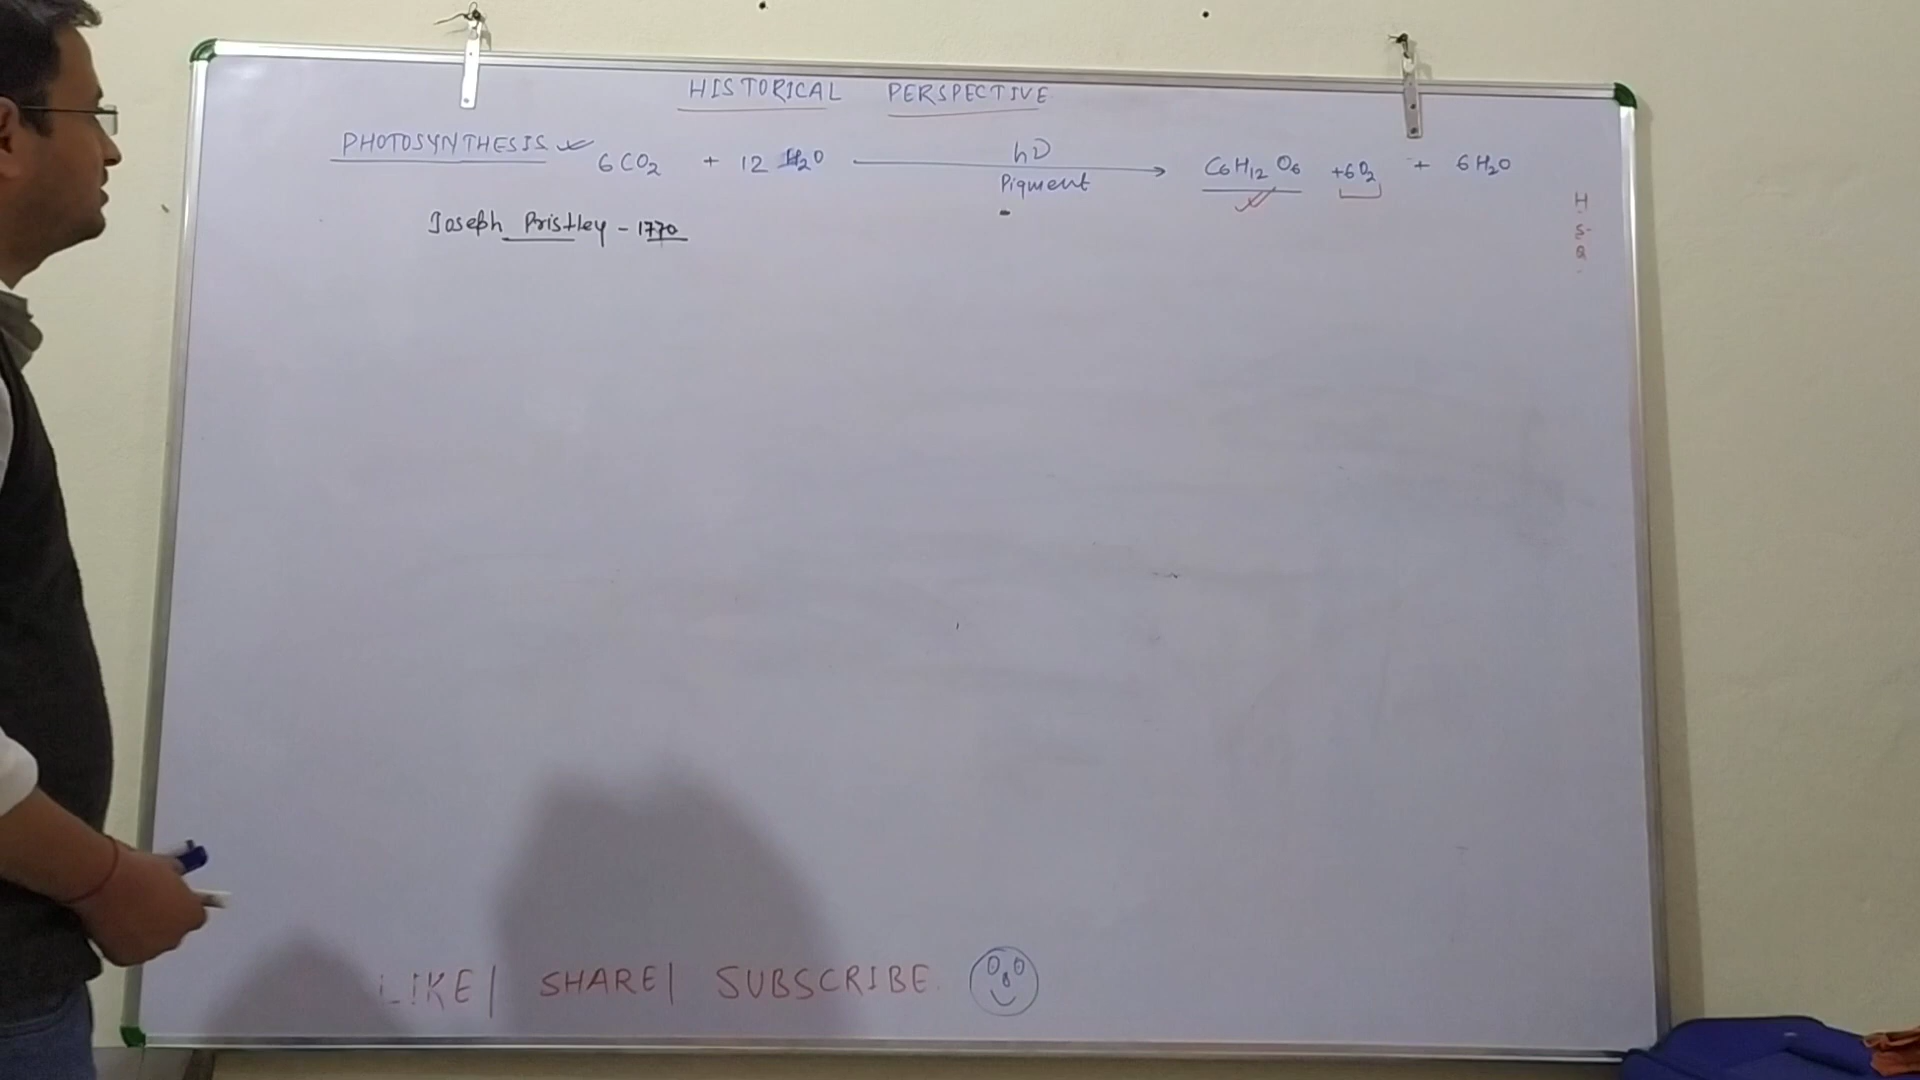 HISTORICAL PERSPECTIVE
PHOTOSYNTHESIS 6CO2 + 12 H2O hν Pigment C6H12O6 +6O2 + 6H2O
Joseph Pristley - 1770
H
S-
Q
LIKE| SHARE| SUBSCRIBE